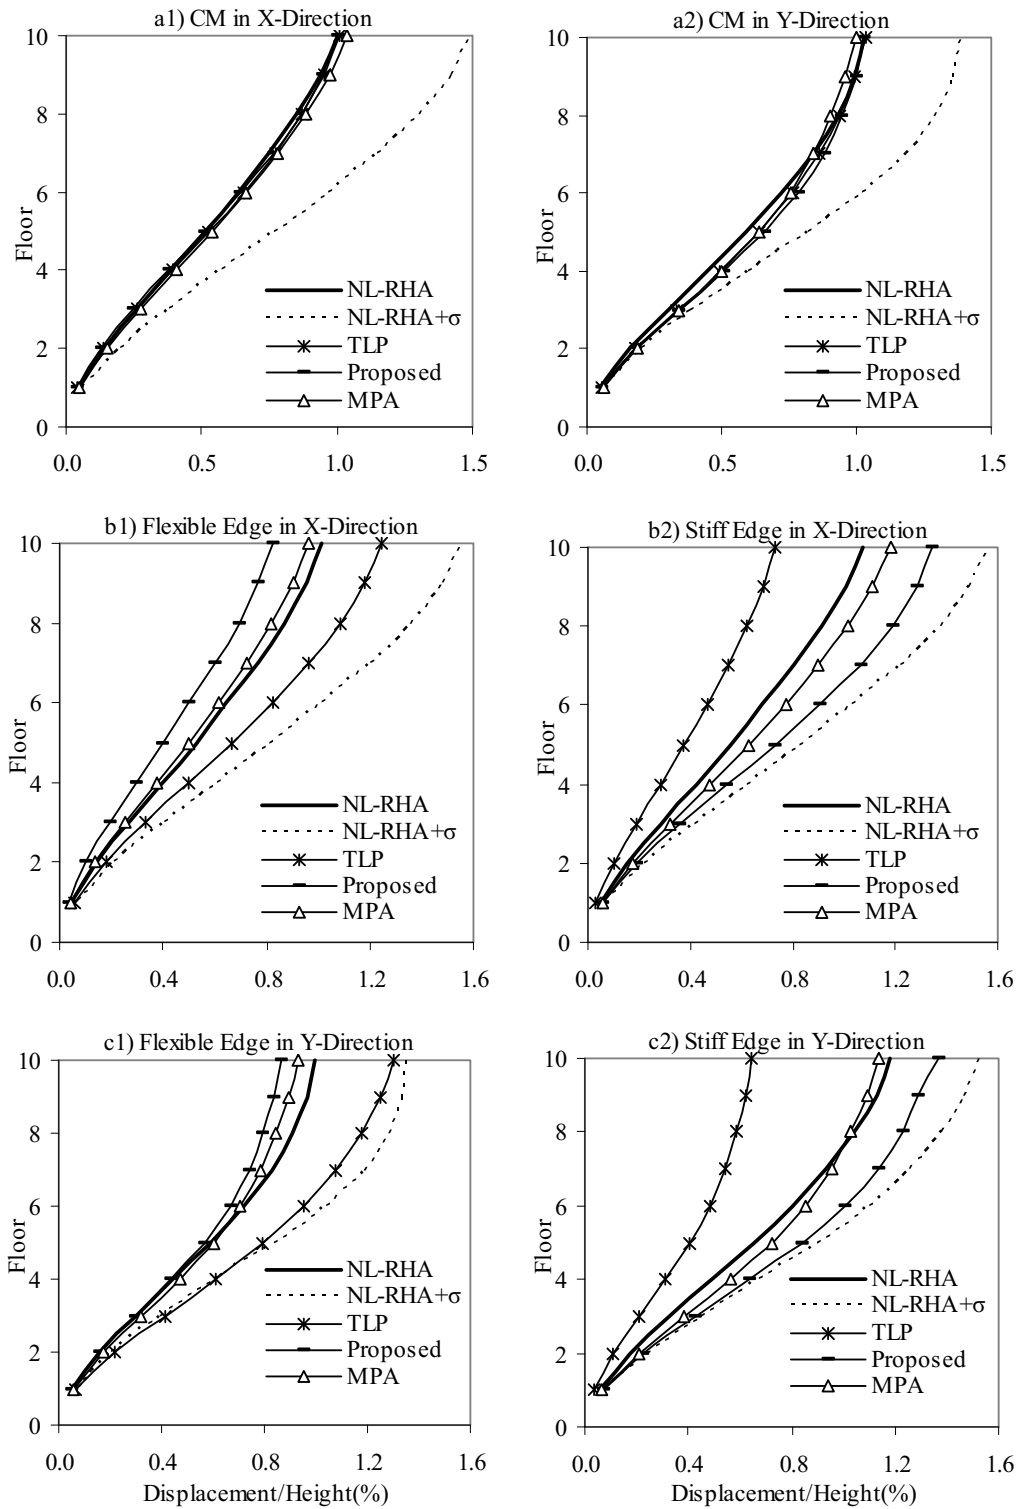 a1) CM in X-Direction
10
8
6
4
2
0
Floor
NL-RHA
NL-RHA+σ
TLP
Proposed
MPA
0.0 0.5 1.0 1.5
a2) CM in Y-Direction
10
8
6
4
2
0
Floor
NL-RHA
NL-RHA+σ
TLP
Proposed
MPA
0.0 0.5 1.0 1.5
b1) Flexible Edge in X-Direction
10
8
6
4
2
0
Floor
NL-RHA
NL-RHA+σ
TLP
Proposed
MPA
0.0 0.4 0.8 1.2 1.6
b2) Stiff Edge in X-Direction
10
8
6
4
2
0
Floor
NL-RHA
NL-RHA+σ
TLP
Proposed
MPA
0.0 0.4 0.8 1.2 1.6
c1) Flexible Edge in Y-Direction
10
8
6
4
2
0
Floor
NL-RHA
NL-RHA+σ
TLP
Proposed
MPA
0.0 0.4 0.8 1.2 1.6
Displacement/Height(%)
c2) Stiff Edge in Y-Direction
10
8
6
4
2
0
Floor
NL-RHA
NL-RHA+σ
TLP
Proposed
MPA
0.0 0.4 0.8 1.2 1.6
Displacement/Height(%)